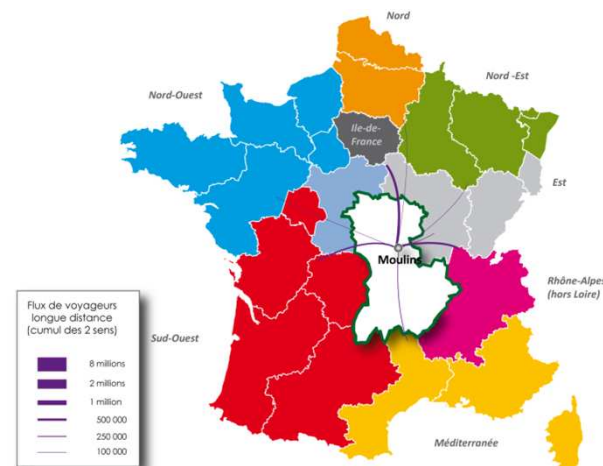 Nord
Nord-Ouest
Nord -Est
Ile-de-
France
Est
Moulins
Rhône-Alpes
(hors Loire)
Sud-Ouest
Méditerranée
Flux de voyageurs
longue distance
(cumul des 2 sens)
8 millions
2 millions
1 million
500 000
250 000
100 000